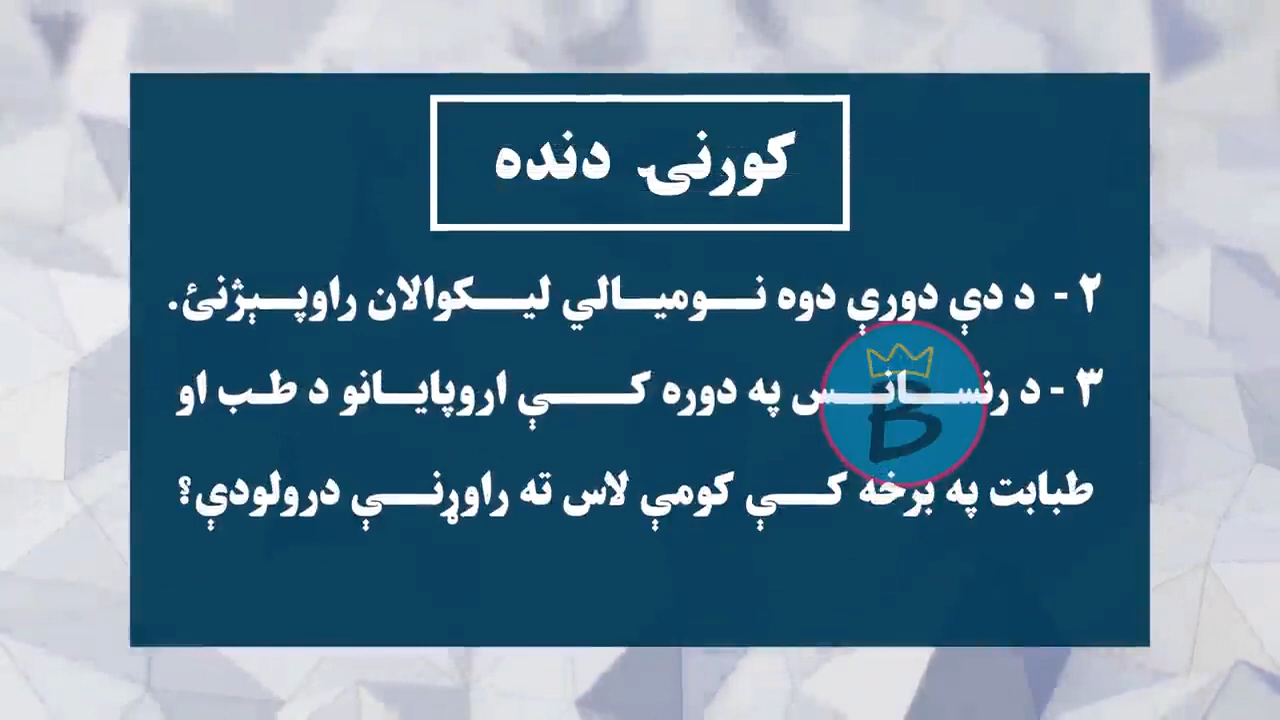 کورنۍ دنده
۲ - د دې دورې دوه نومیالي لیکوالان راوپېژنئ.
۳ - د رنسانس په دوره کې اروپایانو د طب او
طبابت په برخه کې کومې لاس ته راوړنې درلودې؟
B